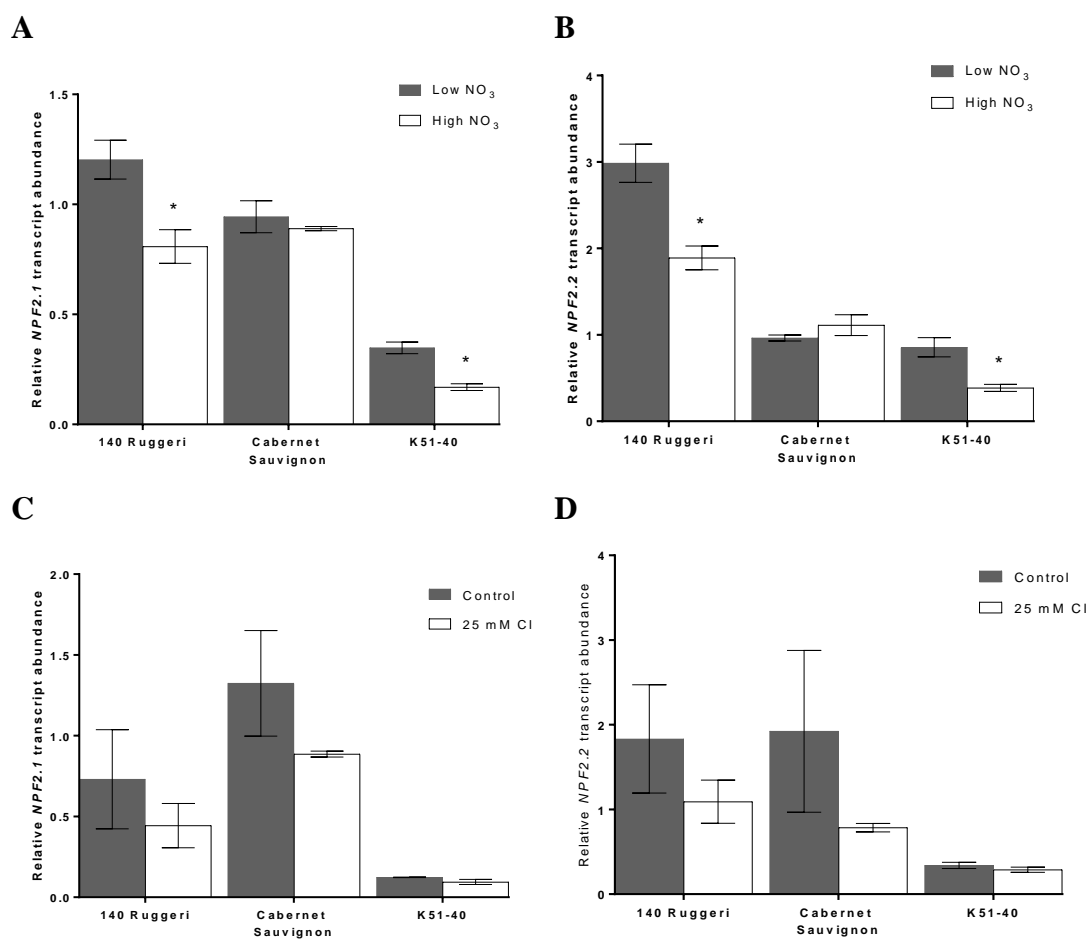 A
Low NO3
High NO3
Relative NPF2.1 transcript abundance
1.5
1.0
0.5
0.0
*
*
140 Ruggeri
Cabernet
Sauvignon
K51-40
B
Low NO3
High NO3
Relative NPF2.2 transcript abundance
4
3
2
1
0
*
*
140 Ruggeri
Cabernet
Sauvignon
K51-40
C
Control
25 mM Cl
Relative NPF2.1 transcript abundance
2.0
1.5
1.0
0.5
0.0
140 Ruggeri
Cabernet
Sauvignon
K51-40
D
Control
25 mM Cl
Relative NPF2.2 transcript abundance
4
3
2
1
0
140 Ruggeri
Cabernet
Sauvignon
K51-40